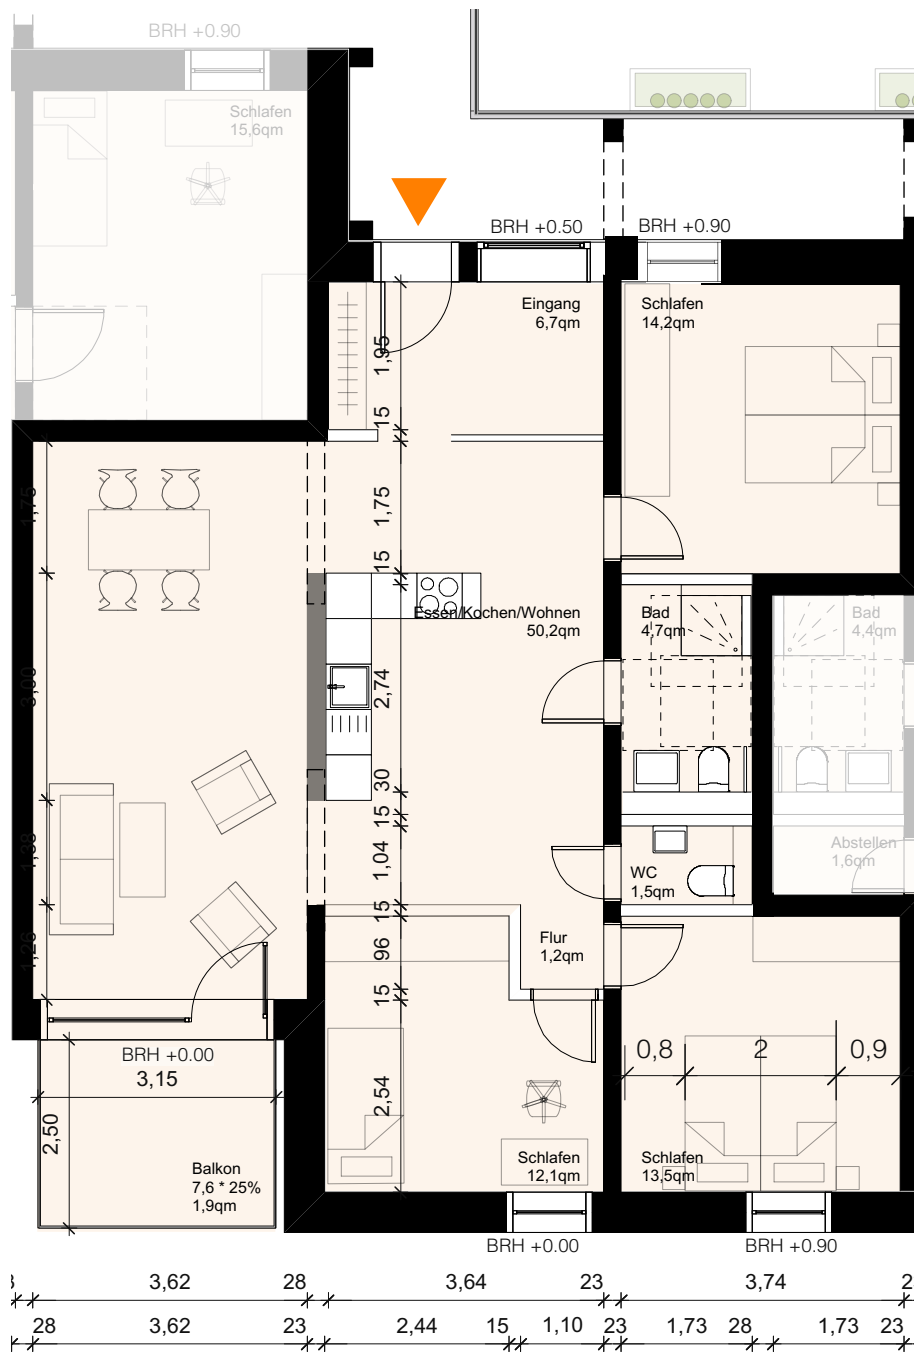 BRH +0.90
Schlafen
15,6qm
BRH +0.50
BRH +0.90
Eingang
6,7qm
Schlafen
14,2qm
1,95
15
1,75
1,75
15
Essen/Kochen/Wohnen
50,2qm
Bad
4,7qm
Bad
4,4qm
3,00
2,74
30
15
1,38
1,04
Abstellen
1,6qm
WC
1,5qm
15
1,26
96
Flur
1,2qm
15
BRH +0.00
3,15
0,8
2
0,9
2,54
2,50
Balkon
7,6 * 25%
1,9qm
Schlafen
12,1qm
Schlafen
13,5qm
BRH +0.00
BRH +0.90
3,62
28
3,64
23
3,74
28
3,62
23
2,44
15
1,10
23
1,73
28
1,73
23